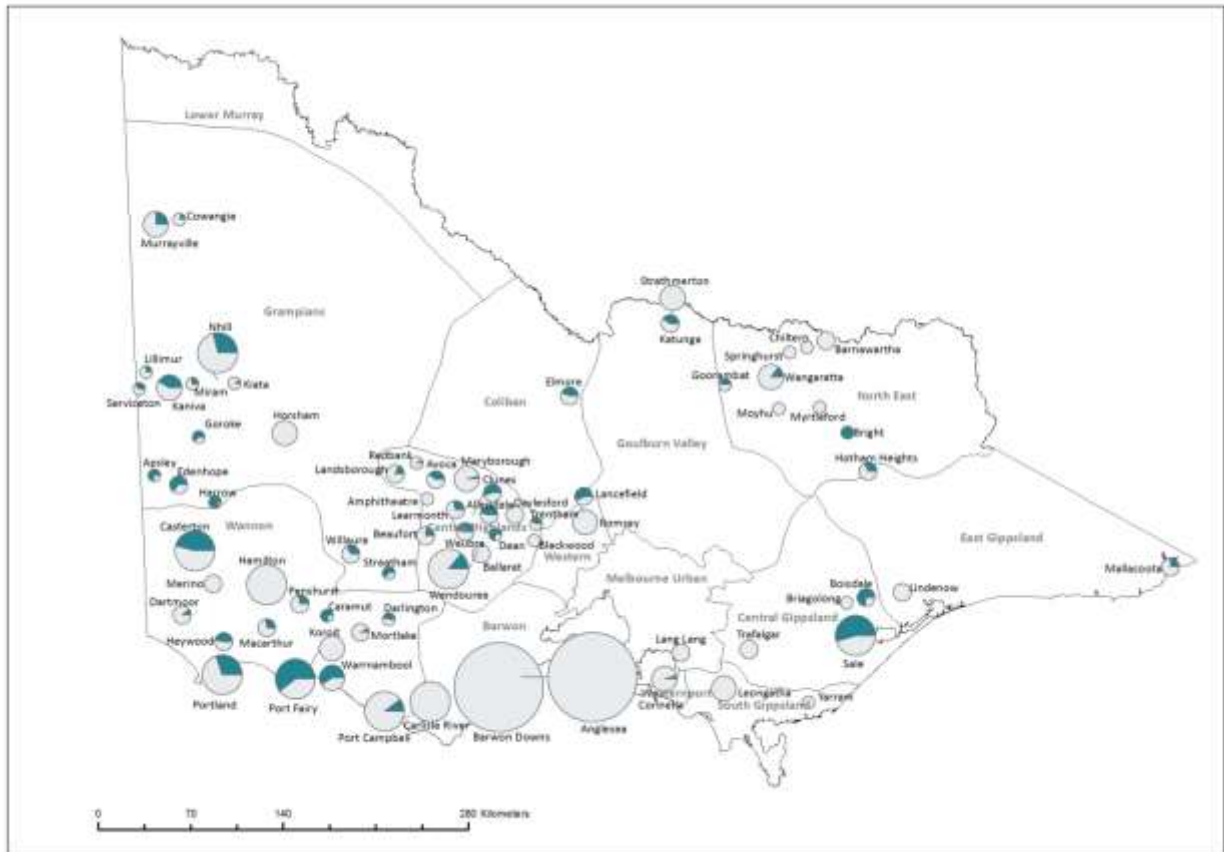 Lower Murray
Cowangie
Murrayville
Strathmerton
Grampians
Katunga
Chiltern
Barnawartha
Springhurst
Nhill
Lillimur
Goorambat
Wangaratta
Elmore
North East
Serviceton
Kaniva
Miram
Kiata
Coliban
Moyhu
Myrtleford
Horsham
Goroke
Bright
Goulburn Valley
Hotham Heights
Redbank
Maryborough
Landsborough
Avoca
Apsley
Edenhope
Clunes
Lancefield
Harrow
Amphitheatre
Allendale
Daylesford
Learmonth
Trentham
Romsey
Wannon
Central Highlands
Casterton
Beaufort
Willaura
Waubra
Dean
Blackwood
East Gippsland
Ballarat
Western
Streatham
Hamilton
Wendouree
Mallacoota
Merino
Melbourne Urban
Boisdale
Lindenow
Penshurst
Briagolong
Dartmoor
Caramut
Darlington
Central Gippsland
Barwon
Koroit
Mortlake
Heywood
Macarthur
Lang Lang
Trafalgar
Warrnambool
Sale
Westernport
Leongatha
Portland
Port Fairy
Corinella
South Gippsland
Yarram
Carlisle River
Port Campbell
Barwon Downs
Anglesea
0 70 140 280 Kilometers